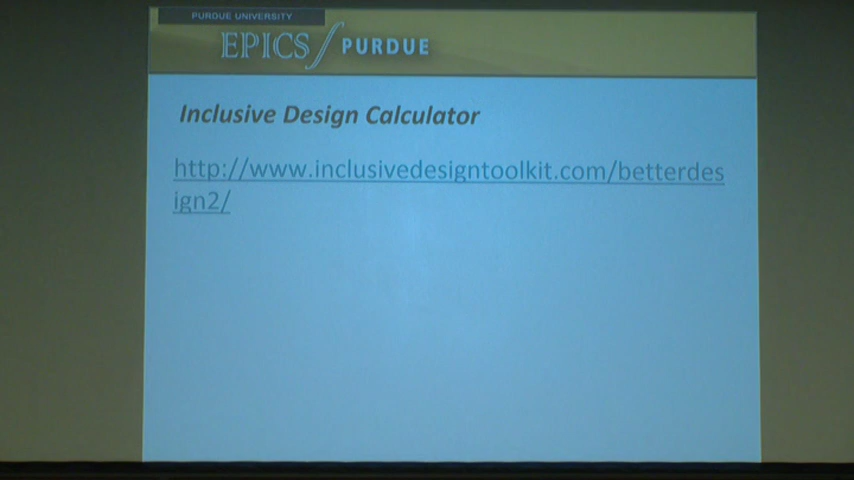 PURDUE UNIVERSITY
EPICS PURDUE
Inclusive Design Calculator
http://www.inclusivedesigntoolkit.com/betterdes
ign2/